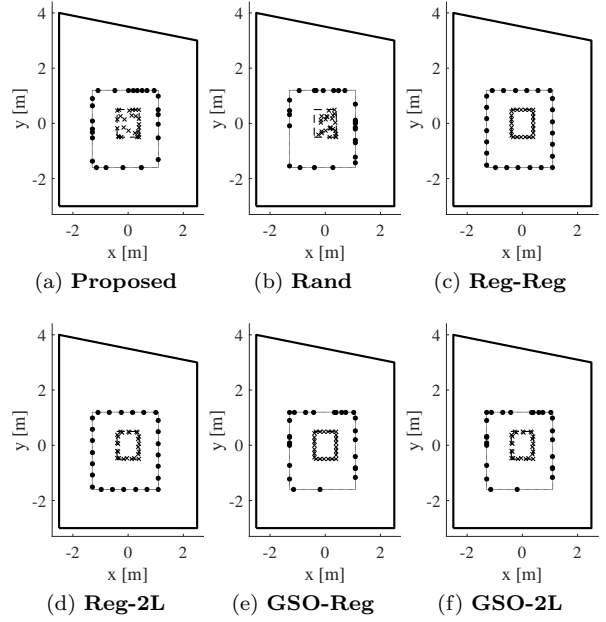 4
2
0
-2
y [m]
-2 0 2
x [m]
(a) Proposed
4
2
0
-2
y [m]
-2 0 2
x [m]
(b) Rand
4
2
0
-2
y [m]
-2 0 2
x [m]
(c) Reg-Reg
4
2
0
-2
y [m]
-2 0 2
x [m]
(d) Reg-2L
4
2
0
-2
y [m]
-2 0 2
x [m]
(e) GSO-Reg
4
2
0
-2
y [m]
-2 0 2
x [m]
(f) GSO-2L